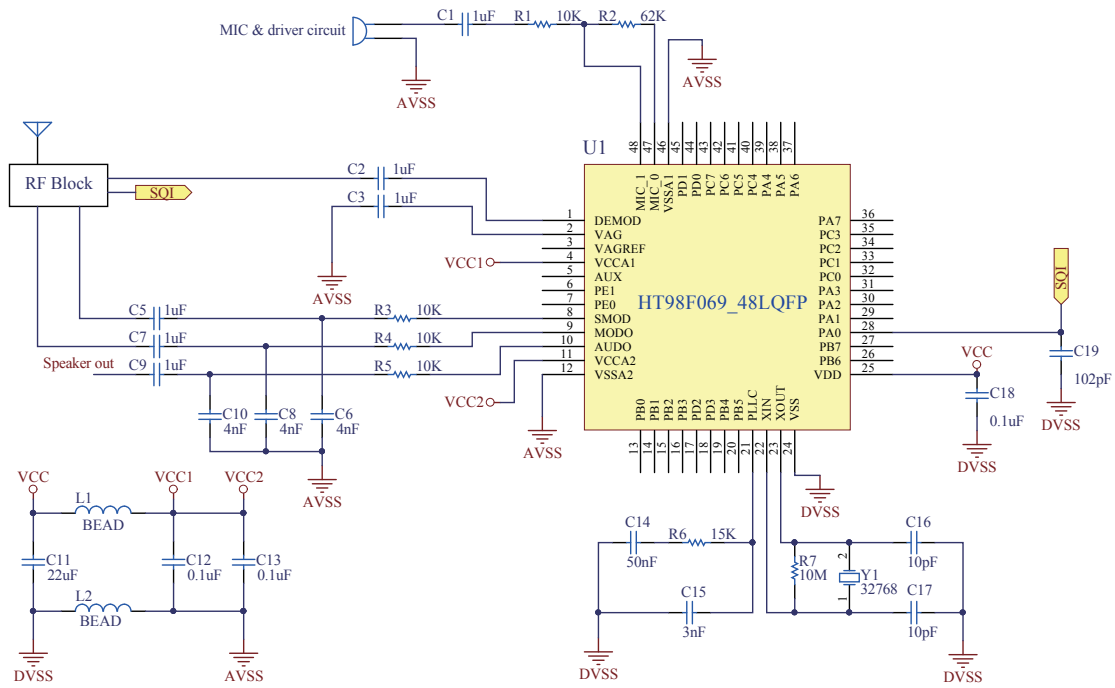 C1
1uF
R1
10K
R2
62K
MIC & driver circuit
AVSS
AVSS
U1
48
47
46
45
44
43
42
41
40
39
38
37
MIC_1
MIC_0
VSSA1
PD1
PD0
PC7
PC6
PC5
PC4
PA4
PA5
PA6
RF Block
SQI
C2
1uF
C3
1uF
AVSS
VCC1
1 DEMOD
2 VAG
3 VAGREF
4 VCCA1
5 AUX
6 PE1
7 PE0
8 SMOD
9 MODO
10 AUDO
11 VCCA2
12 VSSA2
HT98F069_48LQFP
PA7 36
PC3 35
PC2 34
PC1 33
PC0 32
PA3 31
PA2 30
PA1 29
PA0 28
PB7 27
PB6 26
VDD 25
SQI
C19
102pF
DVSS
VCC
C18
0.1uF
DVSS
C5
1uF
R3
10K
C7
1uF
R4
10K
Speaker out
C9
1uF
R5
10K
VCC2
AVSS
C10
4nF
C8
4nF
C6
4nF
AVSS
PB0
PB1
PB2
PB3
PD2
PD3
PB4
PB5
PLLC
XIN
XOUT
VSS
13
14
15
16
17
18
19
20
21
22
23
24
DVSS
VCC
VCC1
VCC2
L1
BEAD
C11
22uF
C12
0.1uF
C13
0.1uF
L2
BEAD
DVSS
AVSS
C14
50nF
R6
15K
C15
3nF
DVSS
R7
10M
2
1
Y1
32768
C16
10pF
C17
10pF
DVSS